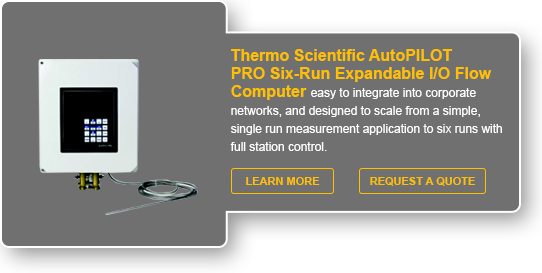 Thermo Scientific AutoPILOT
PRO Six-Run Expandable I/O Flow
Computer easy to integrate into corporate
networks, and designed to scale from a simple,
single run measurement application to six runs with
full station control.
LEARN MORE
REQUEST A QUOTE